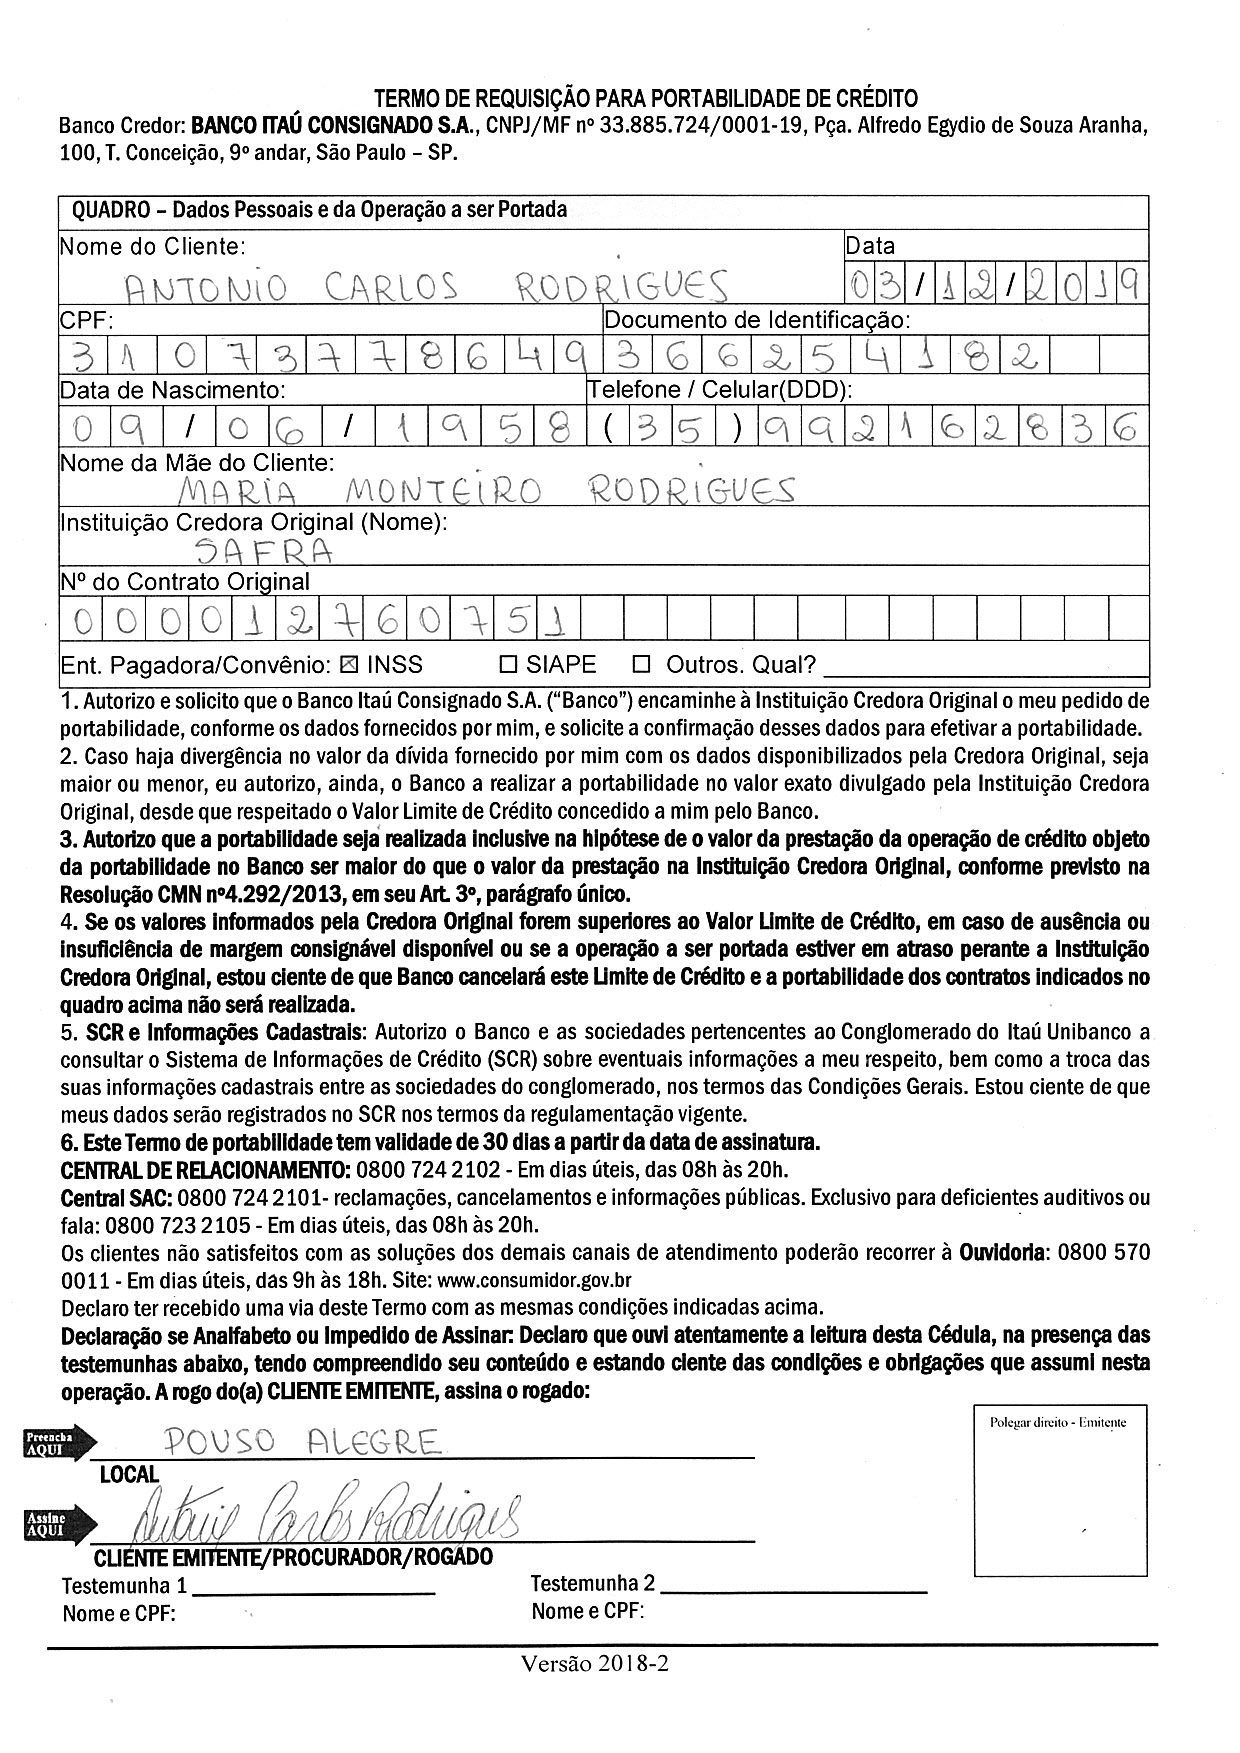 TERMO DE REQUISIÇÃO PARA PORTABILIDADE DE CRÉDITO
Banco Credor: BANCO ITAÚ CONSIGNADO S.A., CNPJ/MF nº 33.885.724/0001-19, Pça. Alfredo Egydio de Souza Aranha,
100, T. Conceição, 9º andar, São Paulo – SP.
QUADRO – Dados Pessoais e da Operação a ser Portada
Nome do Cliente: Data
ANTONIO CARLOS RODRIGUES 03/12/2019
CPF: Documento de Identificação:
31073778649 366254182
Data de Nascimento: Telefone / Celular(DDD):
09/06/1958 (35)992162836
Nome da Mãe do Cliente:
MARIA MONTEIRO RODRIGUES
Instituição Credora Original (Nome):
SAFRA
Nº do Contrato Original
000012760751
Ent. Pagadora/Convênio: ☒ INSS ☐ SIAPE ☐ Outros. Qual?
1. Autorizo e solicito que o Banco Itaú Consignado S.A. (“Banco”) encaminhe à Instituição Credora Original o meu pedido de
portabilidade, conforme os dados fornecidos por mim, e solicite a confirmação desses dados para efetivar a portabilidade.
2. Caso haja divergência no valor da dívida fornecido por mim com os dados disponibilizados pela Credora Original, seja
maior ou menor, eu autorizo, ainda, o Banco a realizar a portabilidade no valor exato divulgado pela Instituição Credora
Original, desde que respeitado o Valor Limite de Crédito concedido a mim pelo Banco.
3. Autorizo que a portabilidade seja realizada inclusive na hipótese de o valor da prestação da operação de crédito objeto
da portabilidade no Banco ser maior do que o valor da prestação na Instituição Credora Original, conforme previsto na
Resolução CMN nº4.292/2013, em seu Art. 3º, parágrafo único.
4. Se os valores informados pela Credora Original forem superiores ao Valor Limite de Crédito, em caso de ausência ou
insuficiência de margem consignável disponível ou se a operação a ser portada estiver em atraso perante a Instituição
Credora Original, estou ciente de que Banco cancelará este Limite de Crédito e a portabilidade dos contratos indicados no
quadro acima não será realizada.
5. SCR e Informações Cadastrais: Autorizo o Banco e as sociedades pertencentes ao Conglomerado do Itaú Unibanco a
consultar o Sistema de Informações de Crédito (SCR) sobre eventuais informações a meu respeito, bem como a troca das
suas informações cadastrais entre as sociedades do conglomerado, nos termos das Condições Gerais. Estou ciente de que
meus dados serão registrados no SCR nos termos da regulamentação vigente.
6. Este Termo de portabilidade tem validade de 30 dias a partir da data de assinatura.
CENTRAL DE RELACIONAMENTO: 0800 724 2102 - Em dias úteis, das 08h às 20h.
Central SAC: 0800 724 2101- reclamações, cancelamentos e informações públicas. Exclusivo para deficientes auditivos ou
fala: 0800 723 2105 - Em dias úteis, das 08h às 20h.
Os clientes não satisfeitos com as soluções dos demais canais de atendimento poderão recorrer à Ouvidoria: 0800 570
0011 - Em dias úteis, das 9h às 18h. Site: www.consumidor.gov.br
Declaro ter recebido uma via deste Termo com as mesmas condições indicadas acima.
Declaração se Analfabeto ou Impedido de Assinar: Declaro que ouvi atentamente a leitura desta Cédula, na presença das
testemunhas abaixo, tendo compreendido seu conteúdo e estando ciente das condições e obrigações que assumi nesta
operação. A rogo do(a) CLIENTE EMITENTE, assina o rogado:
Polegar direito - Emitente
Preencha
AQUI
POUSO ALEGRE
LOCAL
Assine
AQUI
Antonio Carlos Rodrigues
CLIENTE EMITENTE/PROCURADOR/ROGADO
Testemunha 1 Testemunha 2
Nome e CPF: Nome e CPF:
Versão 2018-2